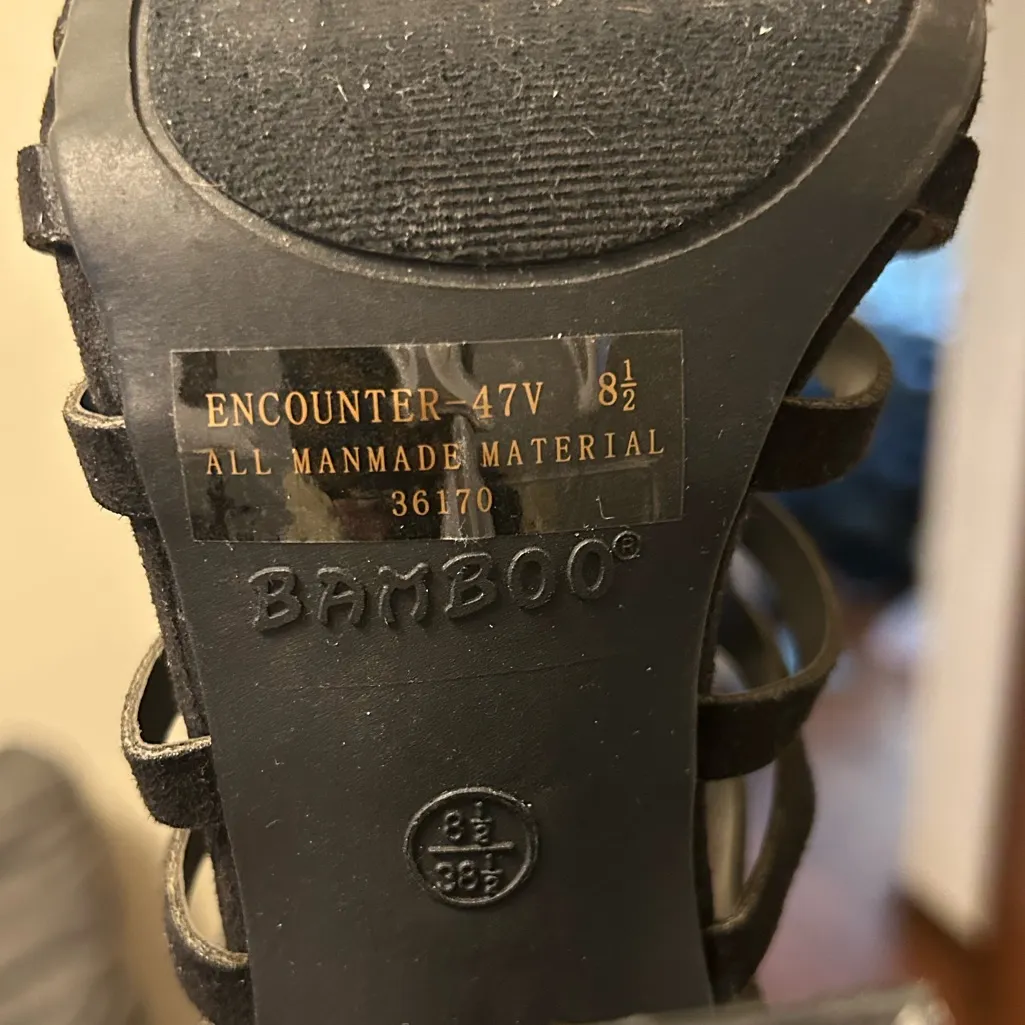 ENCOUNTER-47V 8½
ALL MANMADE MATERIAL
36170
BAMBOO®
8½
38½